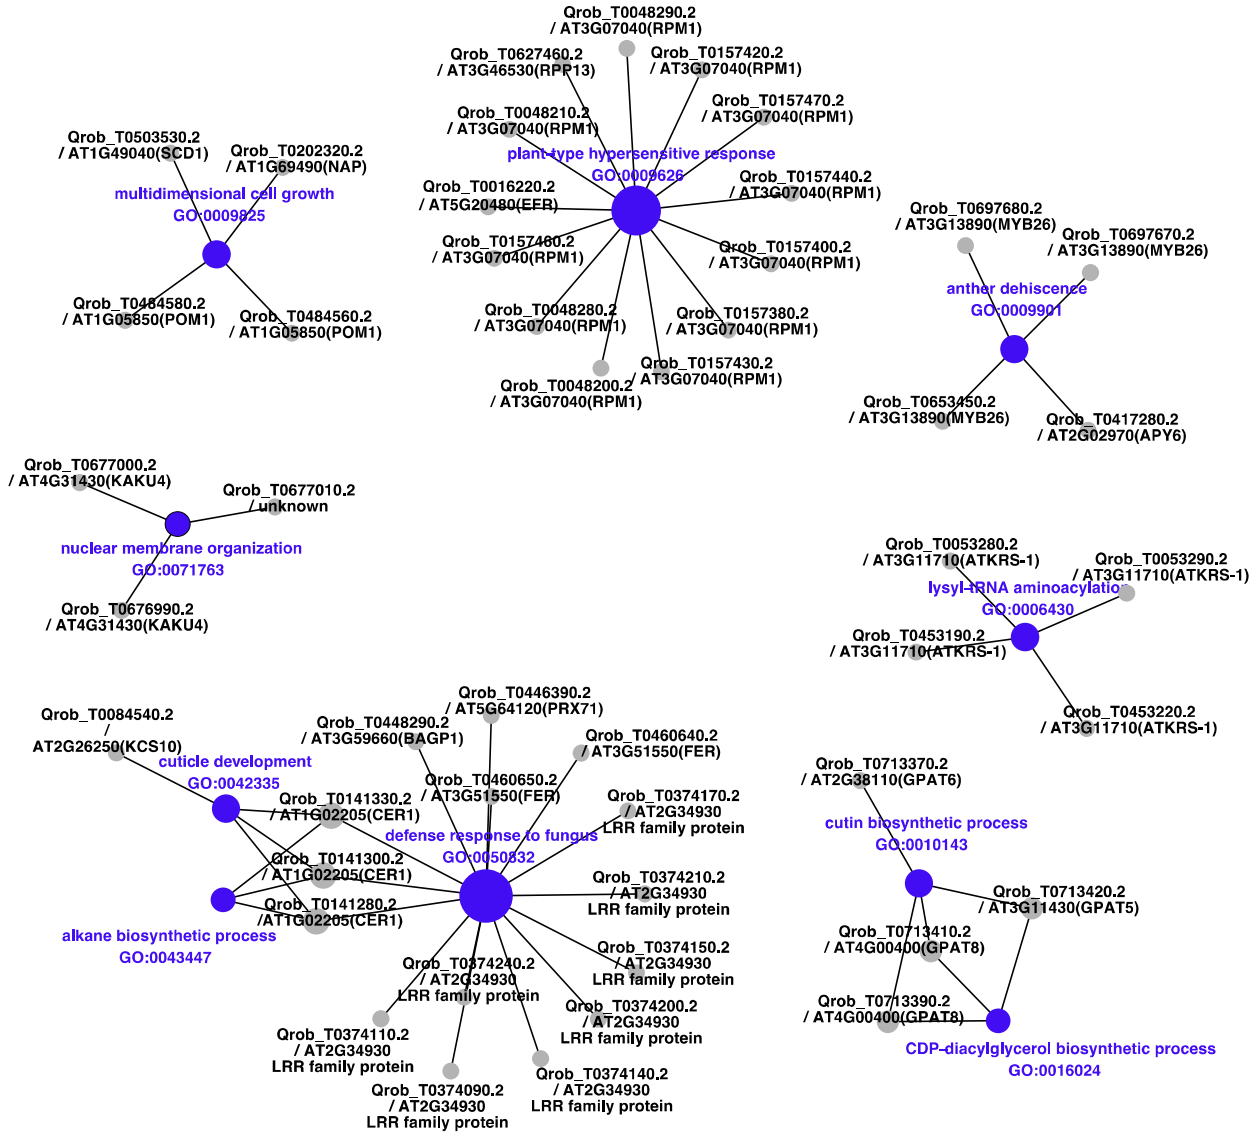 Qrob_T0048290.2
/ AT3G07040(RPM1)
Qrob_T0627460.2
/ AT3G46530(RPP13)
Qrob_T0157420.2
/ AT3G07040(RPM1)
Qrob_T0048210.2
/ AT3G07040(RPM1)
Qrob_T0157470.2
/ AT3G07040(RPM1)
plant-type hypersensitive response
GO:0009626
Qrob_T0016220.2
/ AT5G20480(EFR)
Qrob_T0157440.2
/ AT3G07040(RPM1)
Qrob_T0157460.2
/ AT3G07040(RPM1)
Qrob_T0157400.2
/ AT3G07040(RPM1)
Qrob_T0048280.2
/ AT3G07040(RPM1)
Qrob_T0157380.2
/ AT3G07040(RPM1)
Qrob_T0048200.2
/ AT3G07040(RPM1)
Qrob_T0157430.2
/ AT3G07040(RPM1)
Qrob_T0503530.2
/ AT1G49040(SCD1)
Qrob_T0202320.2
/ AT1G69490(NAP)
multidimensional cell growth
GO:0009825
Qrob_T0484580.2
/ AT1G05850(POM1)
Qrob_T0484560.2
/ AT1G05850(POM1)
Qrob_T0697680.2
/ AT3G13890(MYB26)
Qrob_T0697670.2
/ AT3G13890(MYB26)
anther dehiscence
GO:0009901
Qrob_T0653450.2
/ AT3G13890(MYB26)
Qrob_T0417280.2
/ AT2G02970(APY6)
Qrob_T0677000.2
/ AT4G31430(KAKU4)
Qrob_T0677010.2
/ unknown
nuclear membrane organization
GO:0071763
Qrob_T0676990.2
/ AT4G31430(KAKU4)
Qrob_T0053280.2
/ AT3G11710(ATKRS-1)
Qrob_T0053290.2
/ AT3G11710(ATKRS-1)
lysyl-tRNA aminoacylation
GO:0006430
Qrob_T0453190.2
/ AT3G11710(ATKRS-1)
Qrob_T0453220.2
/ AT3G11710(ATKRS-1)
Qrob_T0084540.2
/
AT2G26250(KCS10)
cuticle development
GO:0042335
Qrob_T0448290.2
/ AT3G59660(BAGP1)
Qrob_T0446390.2
/ AT5G64120(PRX71)
Qrob_T0460640.2
/ AT3G51550(FER)
Qrob_T0460650.2
/ AT3G51550(FER)
Qrob_T0141330.2
/ AT1G02205(CER1)
Qrob_T0374170.2
/ AT2G34930
LRR family protein
defense response to fungus
GO:0050832
Qrob_T0141300.2
/ AT1G02205(CER1)
Qrob_T0374210.2
/ AT2G34930
LRR family protein
Qrob_T0141280.2
/ AT1G02205(CER1)
alkane biosynthetic process
GO:0043447
Qrob_T0374150.2
/ AT2G34930
LRR family protein
Qrob_T0374240.2
/ AT2G34930
LRR family protein
Qrob_T0374200.2
/ AT2G34930
LRR family protein
Qrob_T0374110.2
/ AT2G34930
LRR family protein
Qrob_T0374140.2
/ AT2G34930
LRR family protein
Qrob_T0374090.2
/ AT2G34930
LRR family protein
Qrob_T0713370.2
/ AT2G38110(GPAT6)
cutin biosynthetic process
GO:0010143
Qrob_T0713420.2
/ AT3G11430(GPAT5)
Qrob_T0713410.2
/ AT4G00400(GPAT8)
Qrob_T0713390.2
/ AT4G00400(GPAT8)
CDP-diacylglycerol biosynthetic process
GO:0016024